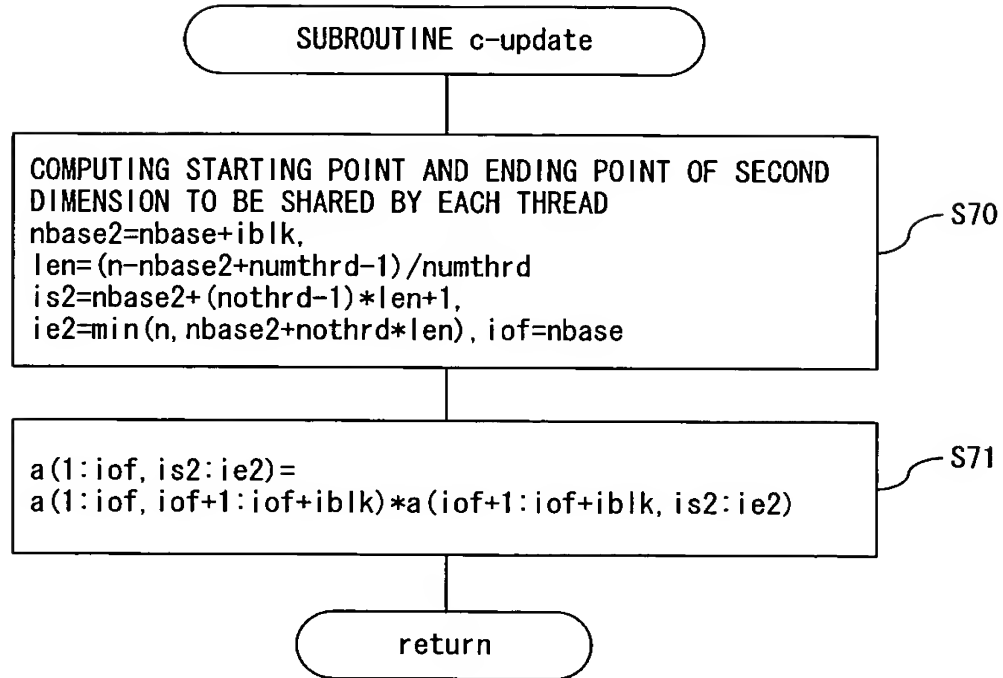 SUBROUTINE c-update
COMPUTING STARTING POINT AND ENDING POINT OF SECOND
DIMENSION TO BE SHARED BY EACH THREAD
nbase2=nbase+iblk,
len=(n-nbase2+numthrd-1)/numthrd
is2=nbase2+(nothrd-1)*len+1,
ie2=min(n,nbase2+nothrd*len), iof=nbase
S70
a(1:iof, is2:ie2)=
a(1:iof, iof+1:iof+iblk)*a(iof+1:iof+iblk, is2:ie2)
S71
return